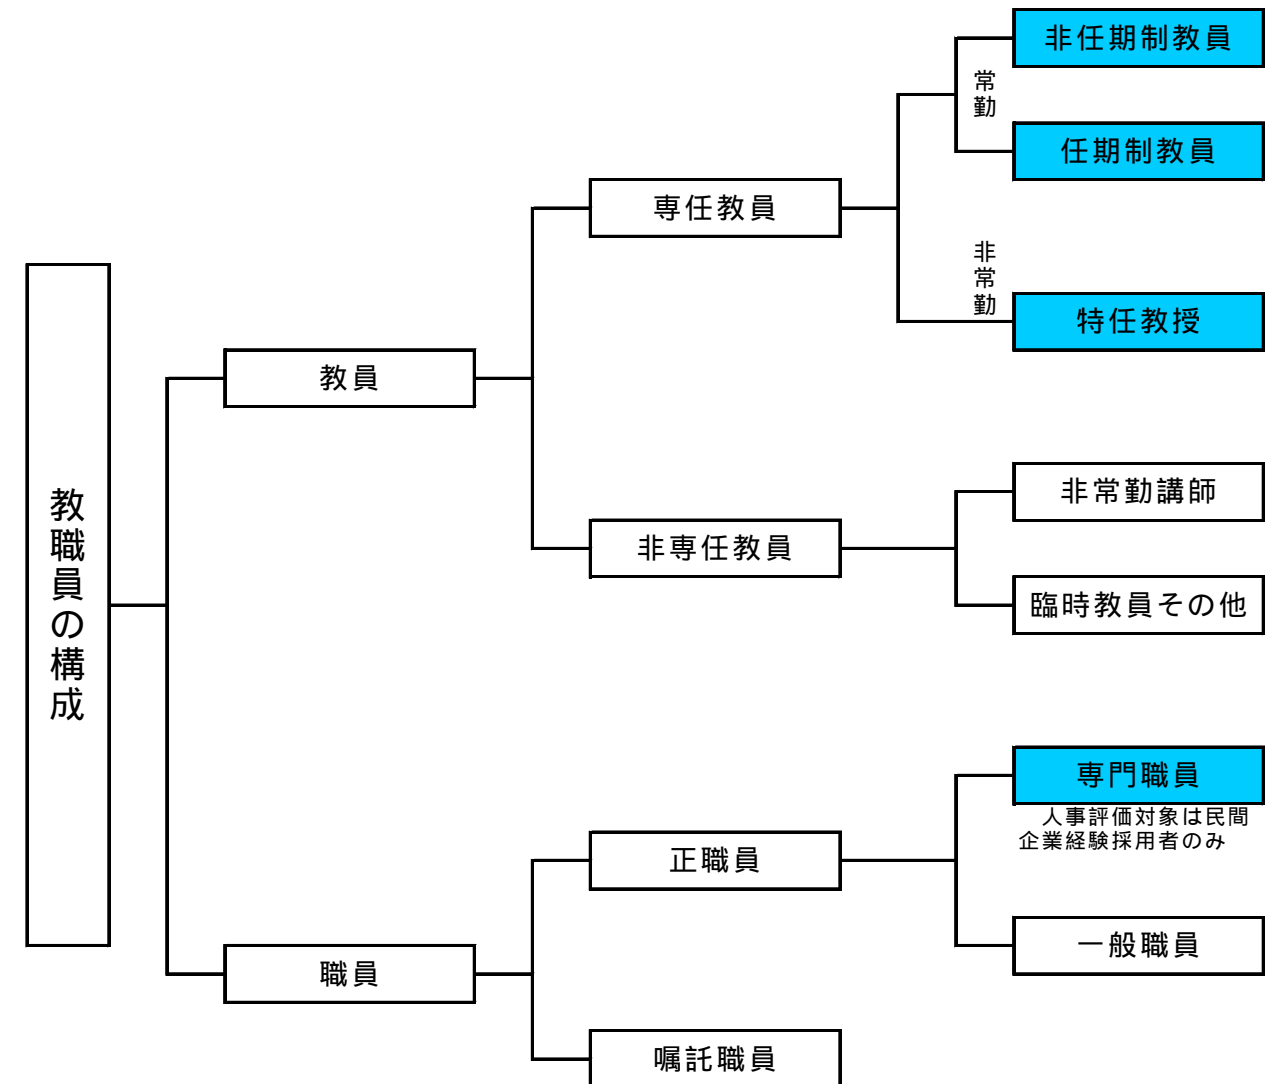 教職員の構成
教員
職員
専任教員
非専任教員
正職員
嘱託職員
常勤
非常勤
非任期制教員
任期制教員
特任教授
非常勤講師
臨時教員その他
専門職員
人事評価対象は民間
企業経験採用者のみ
一般職員